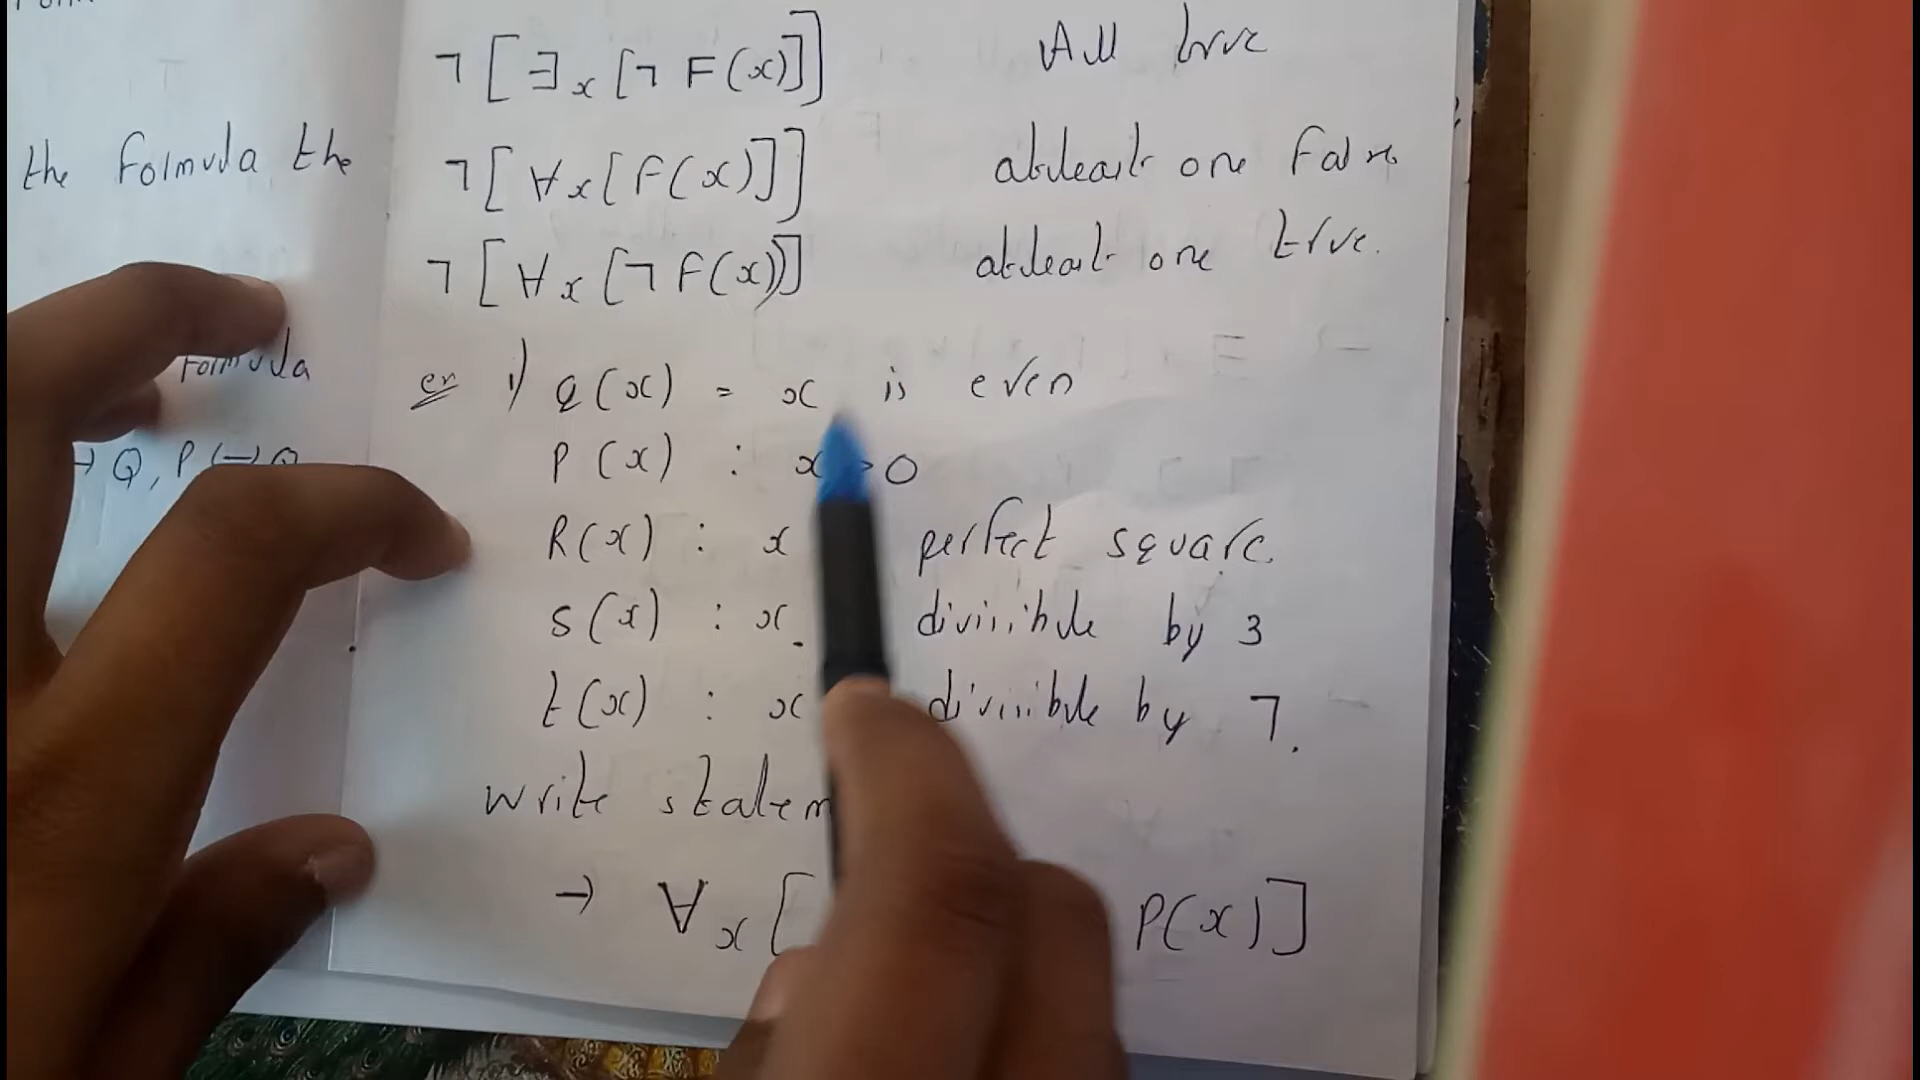 the Formula the
Formula
→ Q, P
¬[∃x[¬F(x)]] All true
¬[∀x[F(x)]] atleast one False
¬[∀x[¬F(x)]] atleast one true.
ex 1) Q(x) = x is even
P(x) : x > 0
R(x) : x perfect square.
S(x) : x divisible by 3
t(x) : x divisible by 7.
write
→ ∀x[ P(x)]